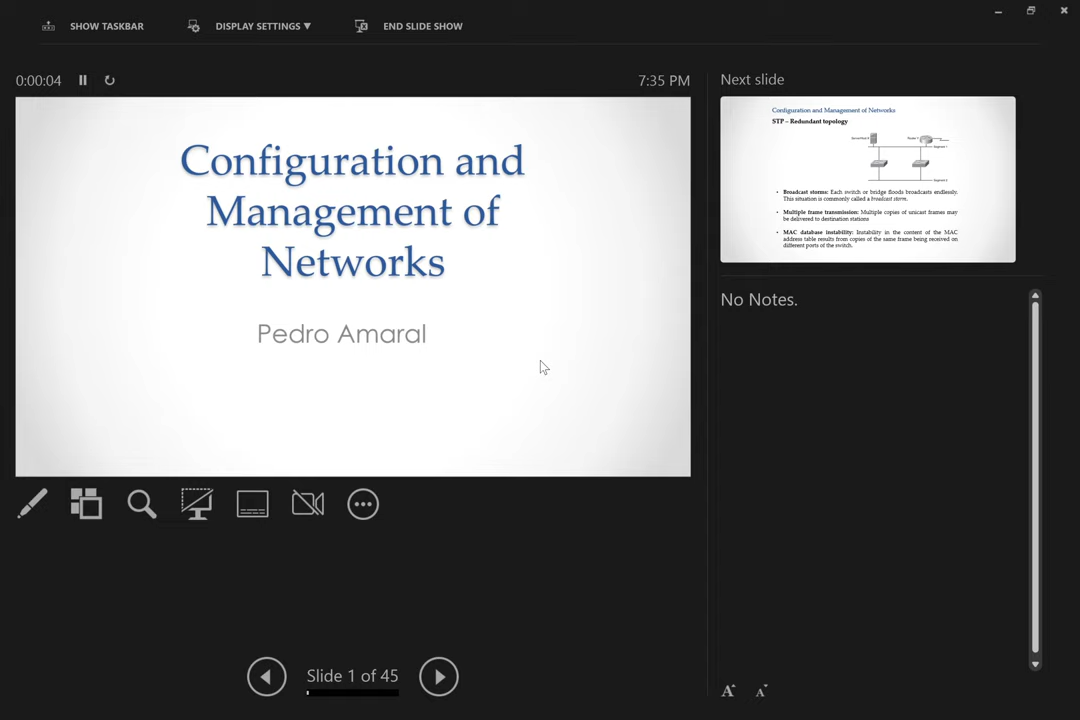 SHOW TASKBAR
DISPLAY SETTINGS ▼
END SLIDE SHOW
0:00:04
7:35 PM
Next slide
Configuration and
Management of
Networks
Pedro Amaral
Configuration and Management of Networks
STP – Redundant topology
Segment 1
Segment 2
• Broadcast storms: Each switch or bridge floods broadcasts endlessly.
This situation is commonly called a broadcast storm.
• Multiple frame transmission: Multiple copies of unicast frames may
be delivered to destination stations
• MAC database instability: Instability in the content of the MAC
address table results from copies of the same frame being received on
different ports of the switch.
No Notes.
Slide 1 of 45
A A